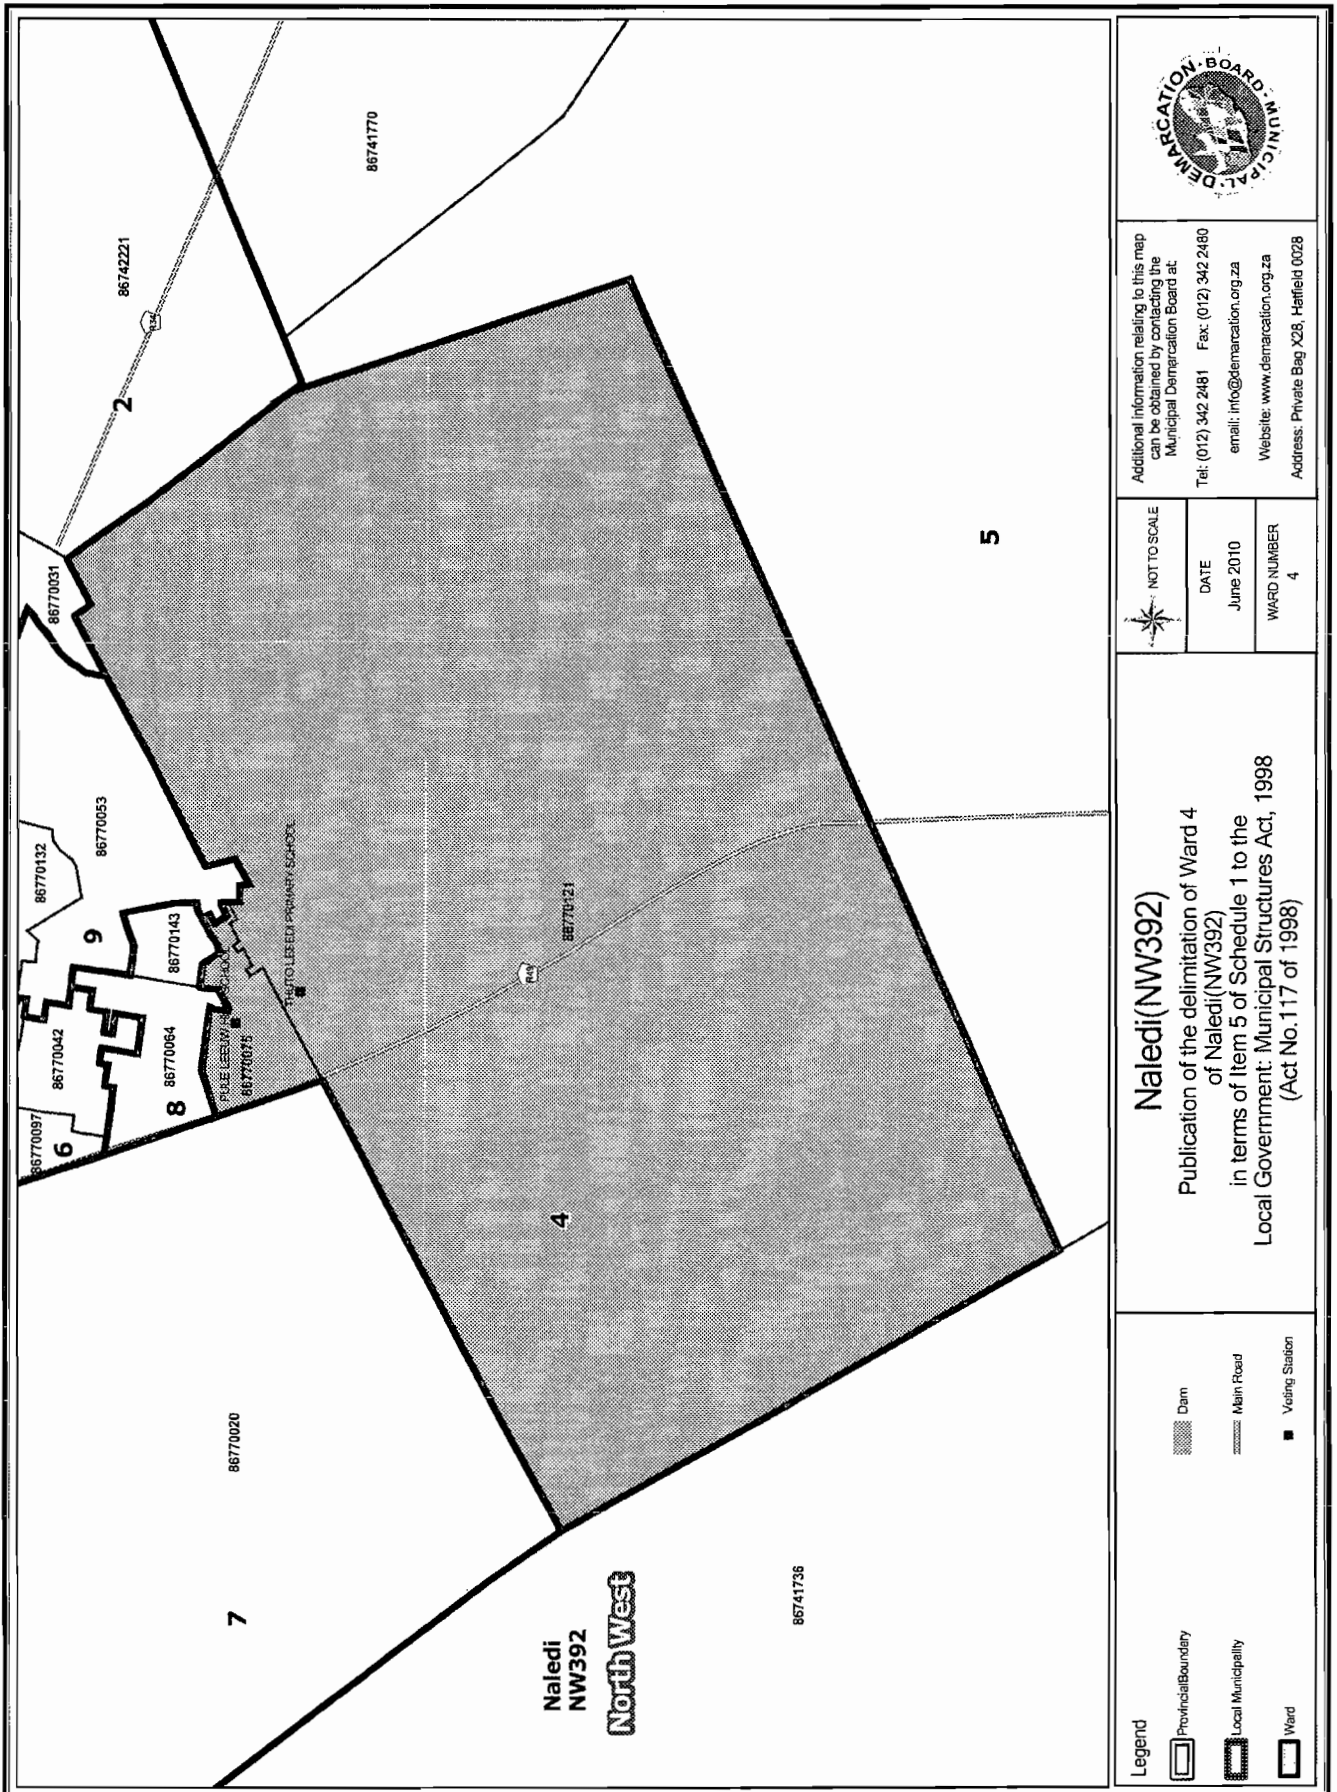 86770097
6
86770042
86770132
9
86770053
86770031
8
86770064
86770143
PULE LEEUW
SCHOOL
86770075
THUTO LESEDI PRIMARY SCHOOL
2
R34
86742221
86741770
7
86770020
R49
86770121
4
5
Naledi
NW392
North West
86741736
Legend
Provincial Boundary
Local Municipality
Ward
Dam
Main Road
Voting Station
Naledi(NW392)
Publication of the delimitation of Ward 4
of Naledi(NW392)
in terms of Item 5 of Schedule 1 to the
Local Government: Municipal Structures Act, 1998
(Act No.117 of 1998)
NOT TO SCALE
DATE
June 2010
WARD NUMBER
4
Additional information relating to this map
can be obtained by contacting the
Municipal Demarcation Board at:
Tel: (012) 342 2481 Fax: (012) 342 2480
email: info@demarcation.org.za
Website: www.demarcation.org.za
Address: Private Bag X28, Hatfield 0028
MUNICIPAL DEMARCATION BOARD